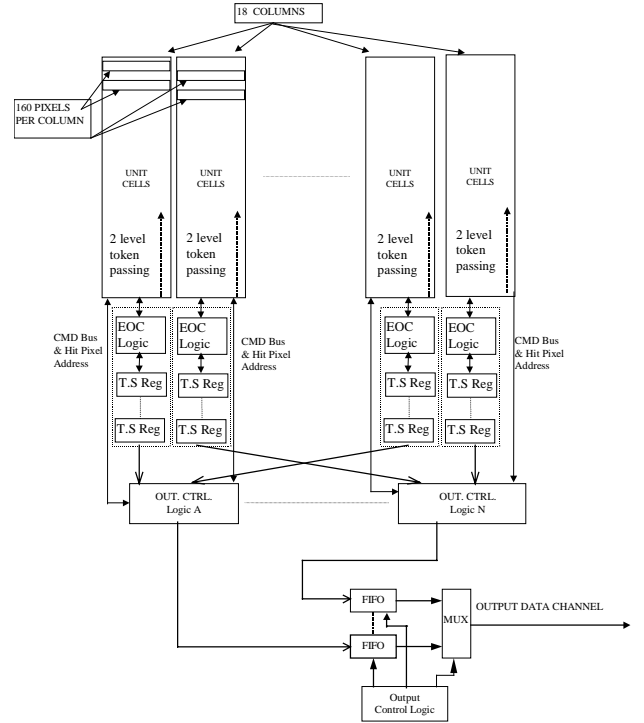 18 COLUMNS
160 PIXELS
PER COLUMN
UNIT
CELLS
UNIT
CELLS
UNIT
CELLS
UNIT
CELLS
2 level
token
passing
2 level
token
passing
2 level
token
passing
2 level
token
passing
CMD Bus
& Hit Pixel
Address
EOC
Logic
EOC
Logic
CMD Bus
& Hit Pixel
Address
EOC
Logic
EOC
Logic
CMD Bus
& Hit Pixel
Address
T.S Reg
T.S Reg
T.S Reg
T.S Reg
T.S Reg
T.S Reg
T.S Reg
T.S Reg
OUT. CTRL.
Logic A
OUT. CTRL.
Logic N
FIFO
FIFO
MUX
OUTPUT DATA CHANNEL
Output
Control Logic